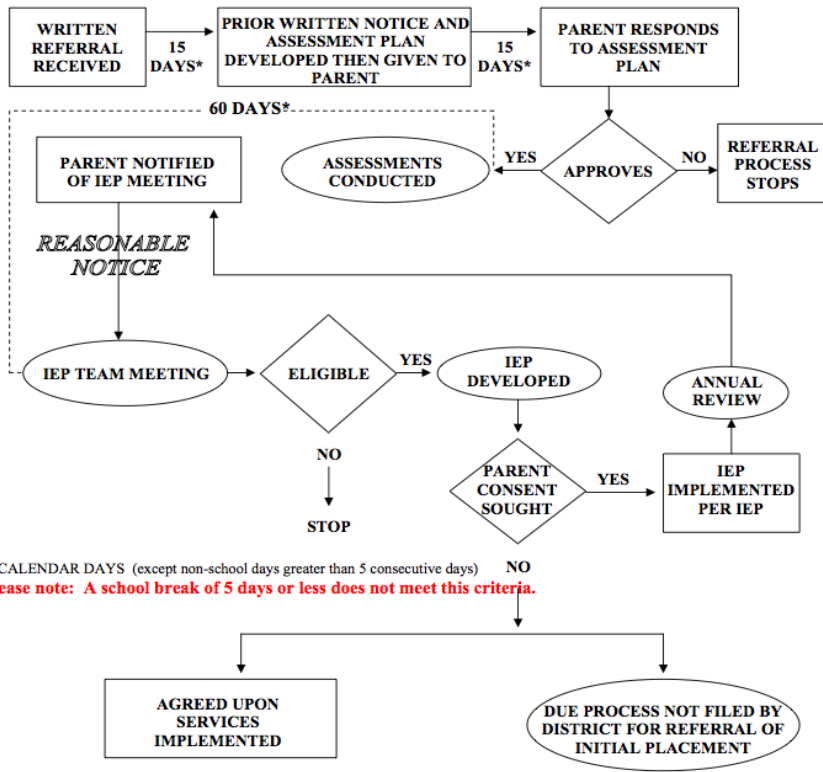 WRITTEN
REFERRAL
RECEIVED
15
DAYS*
PRIOR WRITTEN NOTICE AND
ASSESSMENT PLAN
DEVELOPED THEN GIVEN TO
PARENT
15
DAYS*
PARENT RESPONDS
TO ASSESSMENT
PLAN
60 DAYS*
PARENT NOTIFIED
OF IEP MEETING
ASSESSMENTS
CONDUCTED
YES
APPROVES
NO
REFERRAL
PROCESS
STOPS
REASONABLE
NOTICE
IEP TEAM MEETING
ELIGIBLE
YES
IEP
DEVELOPED
ANNUAL
REVIEW
NO
STOP
PARENT
CONSENT
SOUGHT
YES
IEP
IMPLEMENTED
PER IEP
CALENDAR DAYS (except non-school days greater than 5 consecutive days)
NO
ease note: A school break of 5 days or less does not meet this criteria.
AGREED UPON
SERVICES
IMPLEMENTED
DUE PROCESS NOT FILED BY
DISTRICT FOR REFERRAL OF
INITIAL PLACEMENT